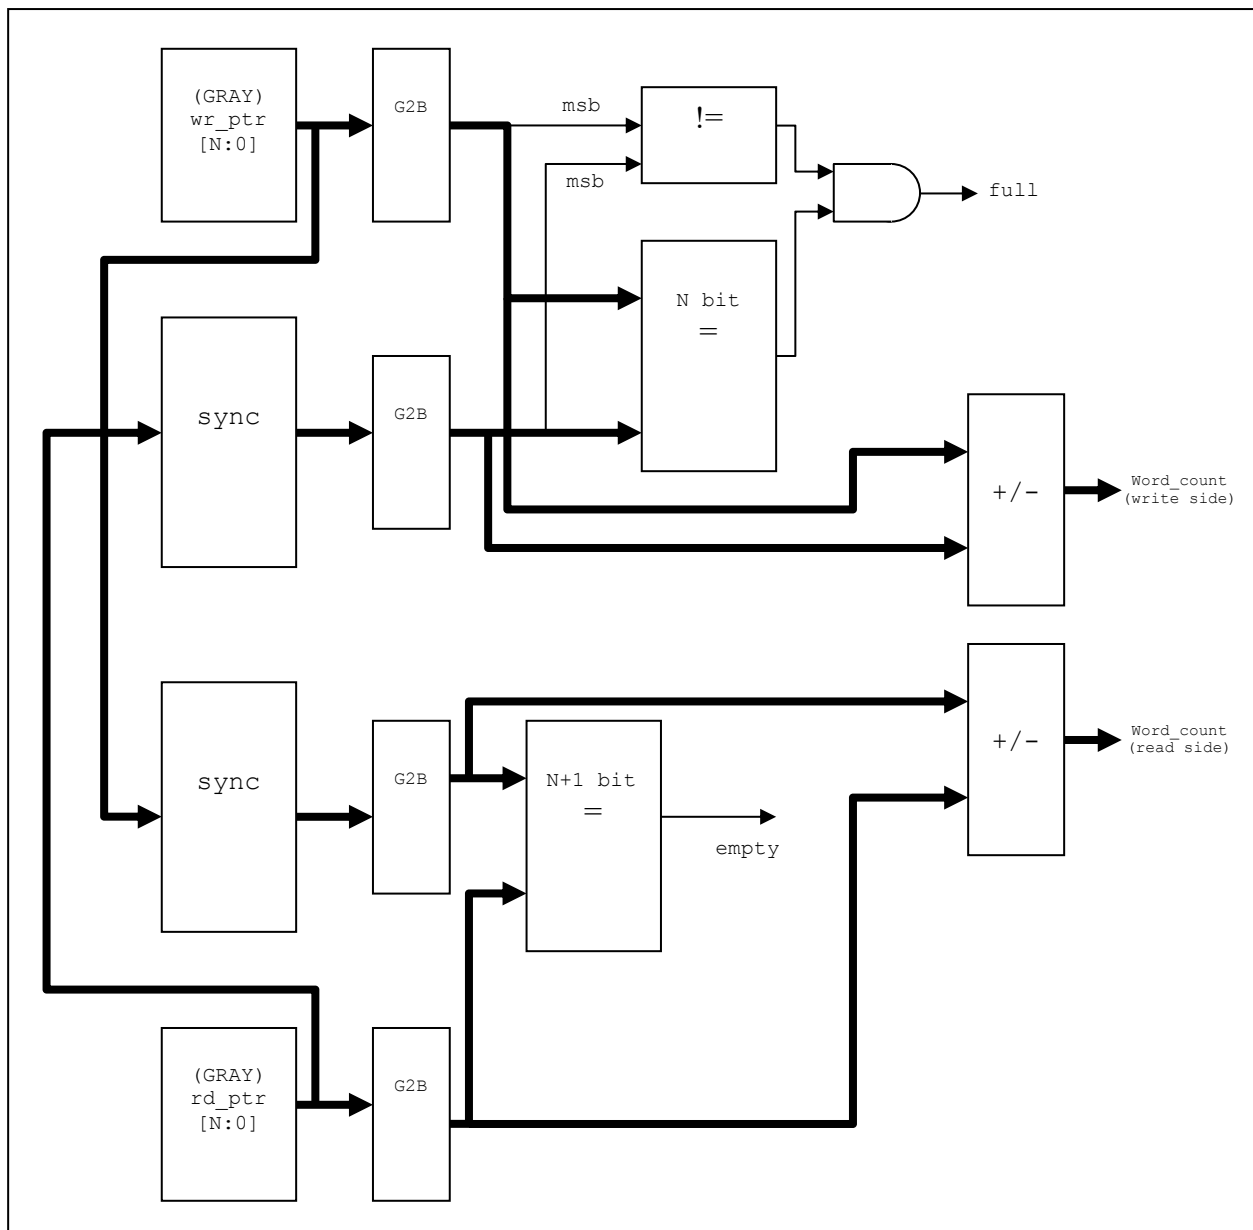 (GRAY)
wr_ptr
[N:0]
G2B
msb
!=
msb
full
N bit
=
sync
G2B
+/-
Word_count
(write side)
sync
G2B
N+1 bit
=
empty
+/-
Word_count
(read side)
(GRAY)
rd_ptr
[N:0]
G2B